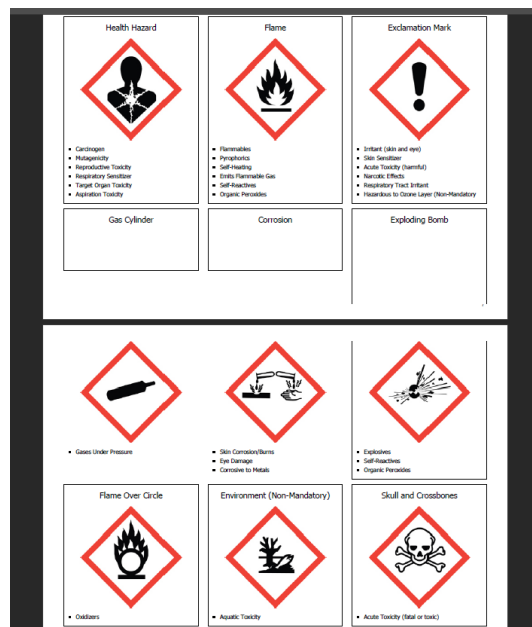 Health Hazard
Flame
Exclamation Mark
▪ Carcinogen
▪ Mutagenicity
▪ Reproductive Toxicity
▪ Respiratory Sensitizer
▪ Target Organ Toxicity
▪ Aspiration Toxicity
▪ Flammables
▪ Pyrophorics
▪ Self-Heating
▪ Emits Flammable Gas
▪ Self-Reactives
▪ Organic Peroxides
▪ Irritant (skin and eye)
▪ Skin Sensitizer
▪ Acute Toxicity (harmful)
▪ Narcotic Effects
▪ Respiratory Tract Irritant
▪ Hazardous to Ozone Layer (Non-Mandatory
Gas Cylinder
Corrosion
Exploding Bomb
▪ Gases Under Pressure
▪ Skin Corrosion/Burns
▪ Eye Damage
▪ Corrosive to Metals
▪ Explosives
▪ Self-Reactives
▪ Organic Peroxides
Flame Over Circle
Environment (Non-Mandatory)
Skull and Crossbones
▪ Oxidizers
▪ Aquatic Toxicity
▪ Acute Toxicity (fatal or toxic)